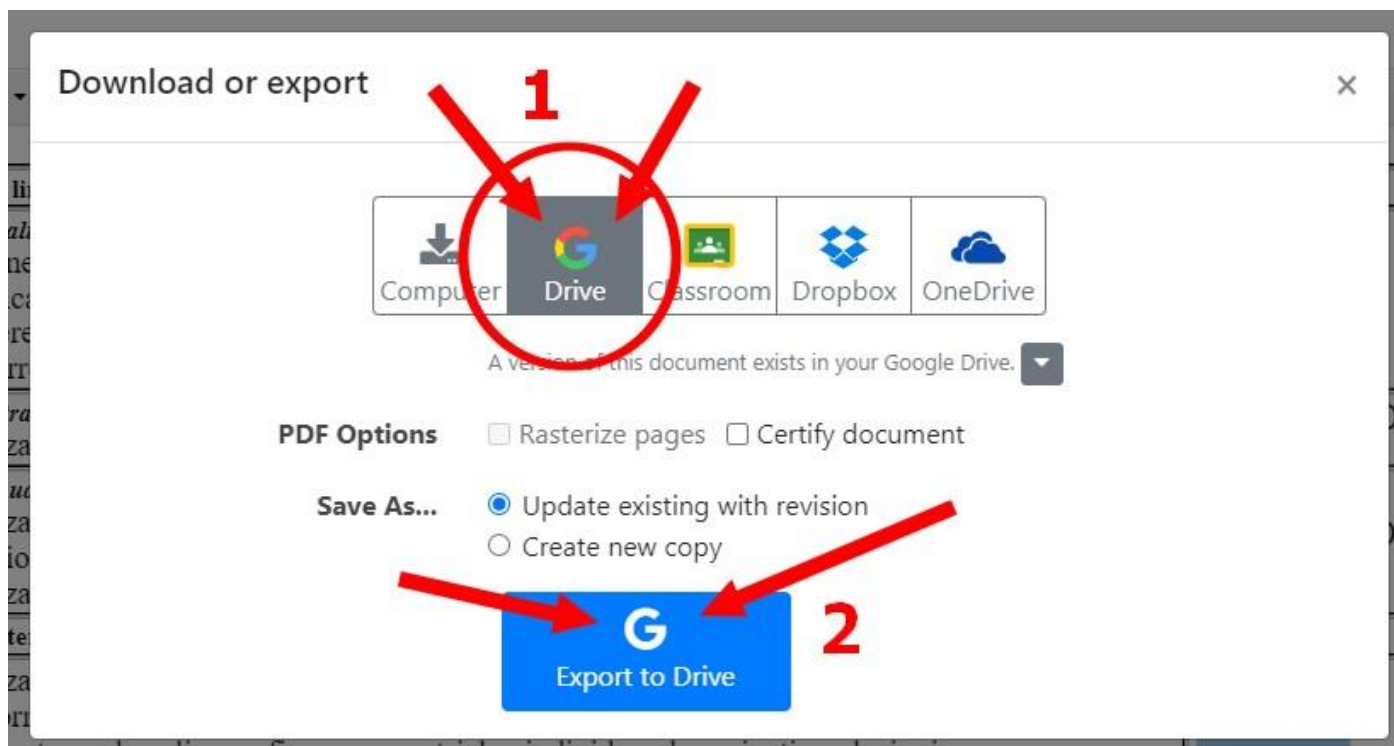 Download or export ×
1
Computer Drive Classroom Dropbox OneDrive
A version of this document exists in your Google Drive.
PDF Options Rasterize pages Certify document
Save As... Update existing with revision
Create new copy
G
Export to Drive
2